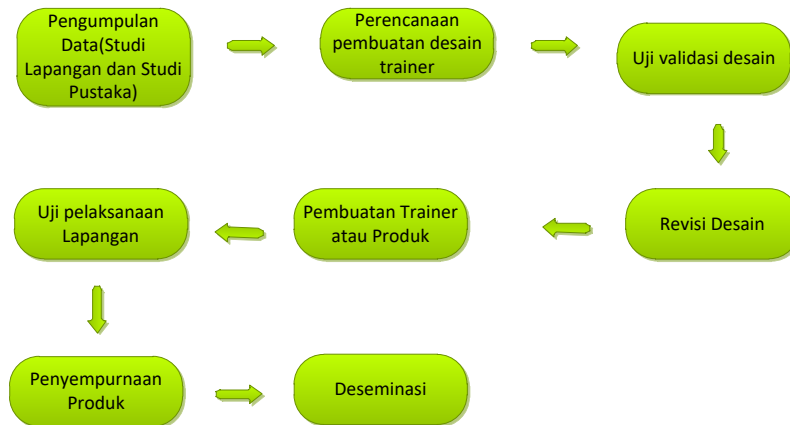 Pengumpulan
Data(Studi
Lapangan dan Studi
Pustaka)
Perencanaan
pembuatan desain
trainer
Uji validasi desain
Revisi Desain
Pembuatan Trainer
atau Produk
Uji pelaksanaan
Lapangan
Penyempurnaan
Produk
Deseminasi